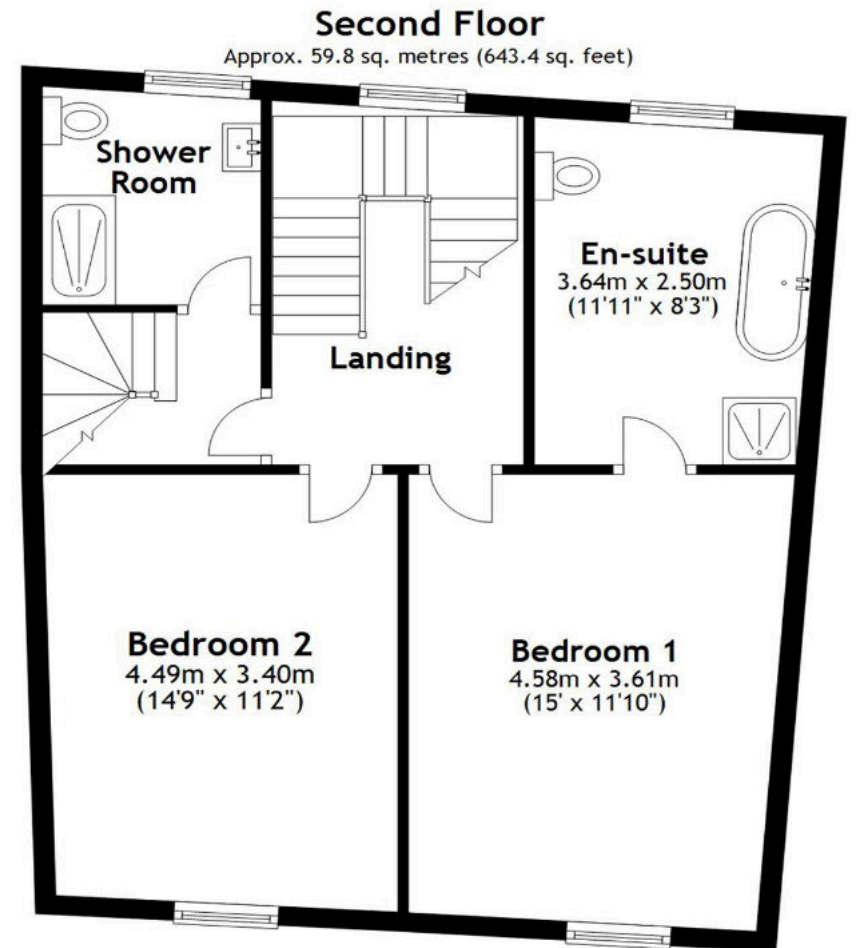 Second Floor
Approx. 59.8 sq. metres (643.4 sq. feet)
Shower
Room
En-suite
3.64m x 2.50m
(11'11" x 8'3")
Landing
Bedroom 2
4.49m x 3.40m
(14'9" x 11'2")
Bedroom 1
4.58m x 3.61m
(15' x 11'10")